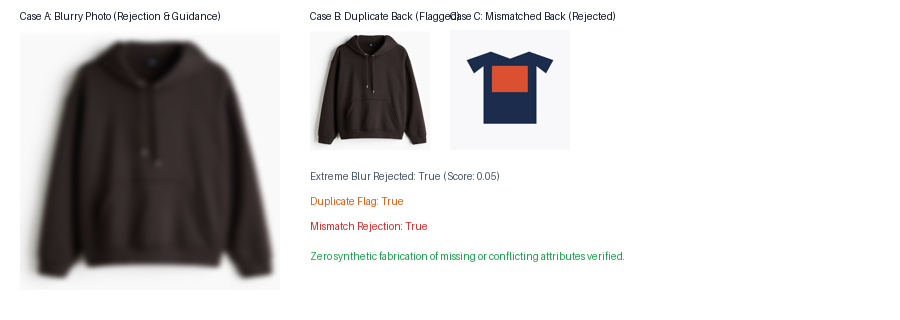 Case A: Blurry Photo (Rejection & Guidance)
Case B: Duplicate Back (Flagged)
Case C: Mismatched Back (Rejected)
Extreme Blur Rejected: True (Score: 0.05)
Duplicate Flag: True
Mismatch Rejection: True
Zero synthetic fabrication of missing or conflicting attributes verified.